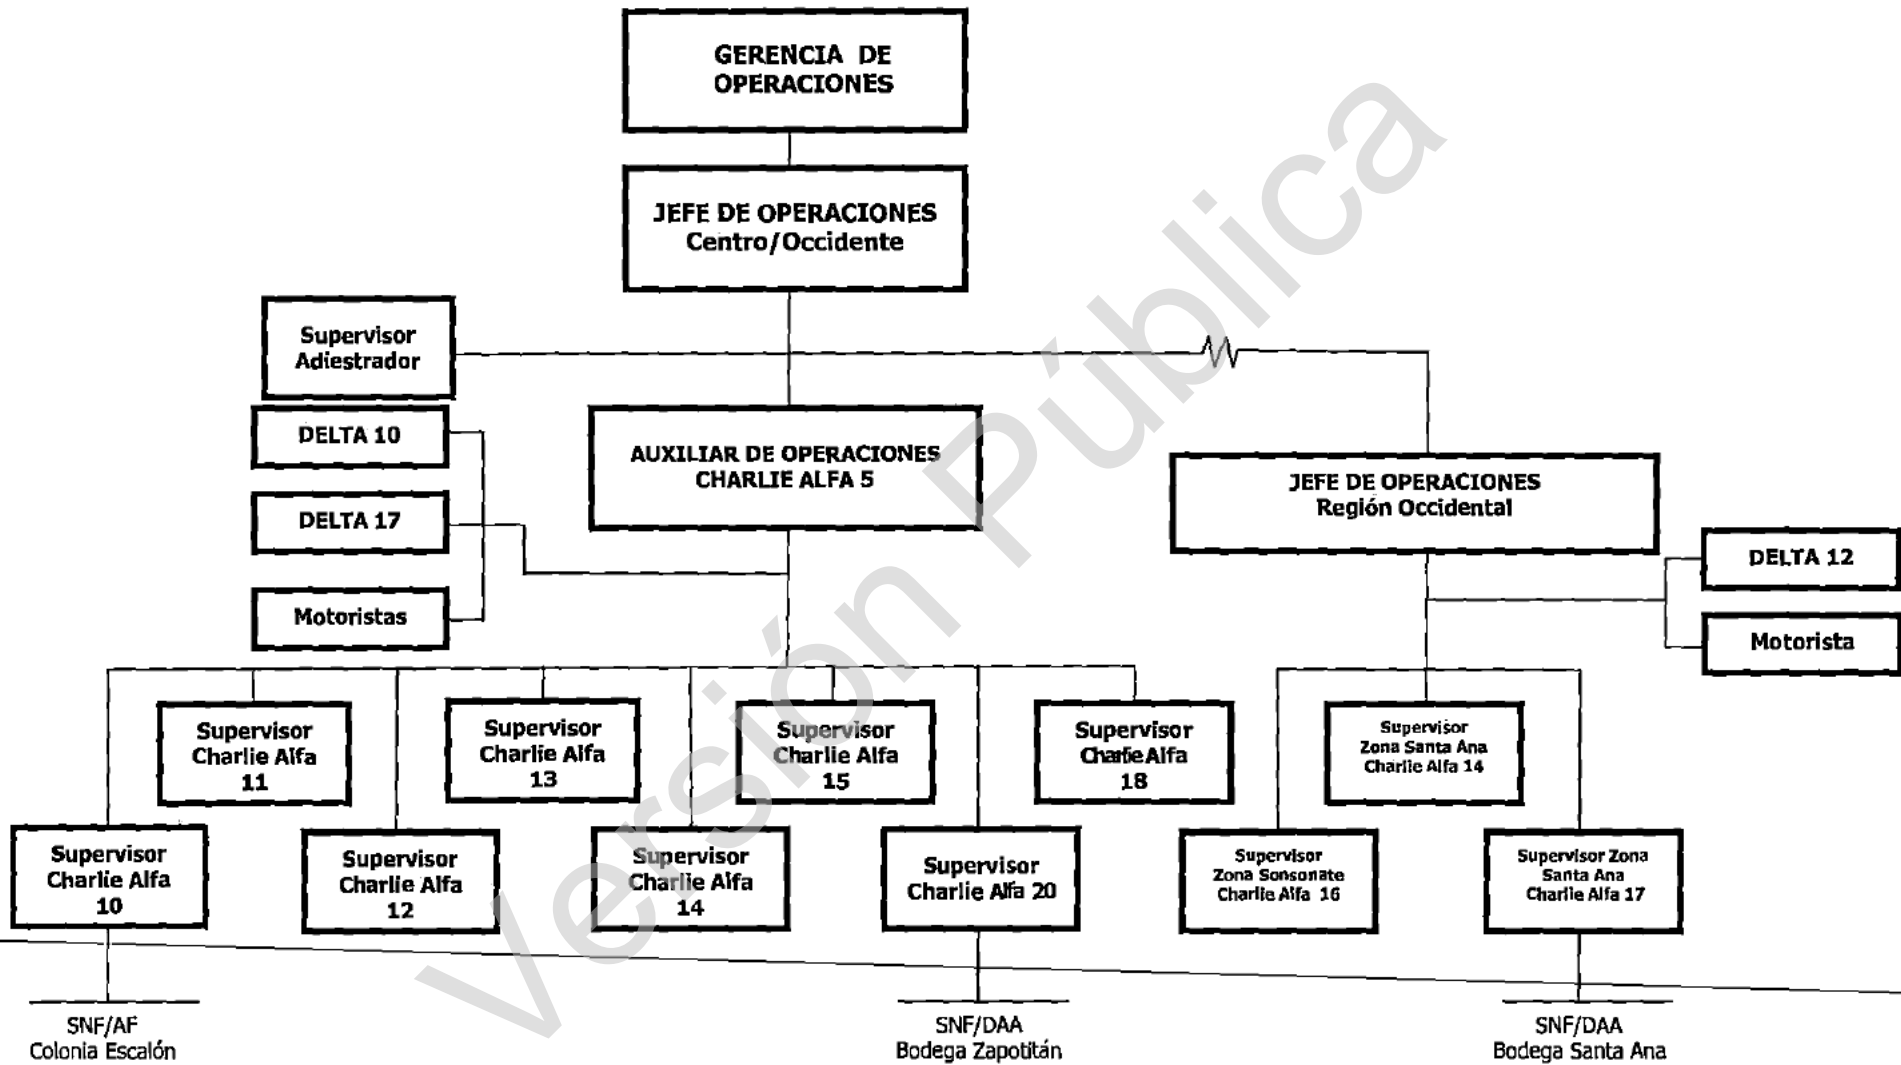 GERENCIA DE
OPERACIONES
JEFE DE OPERACIONES
Centro/Occidente
Supervisor
Adiestrador
DELTA 10
DELTA 17
Motoristas
AUXILIAR DE OPERACIONES
CHARLIE ALFA 5
JEFE DE OPERACIONES
Región Occidental
DELTA 12
Motorista
Supervisor
Charlie Alfa
11
Supervisor
Charlie Alfa
13
Supervisor
Charlie Alfa
15
Supervisor
Charlie Alfa
18
Supervisor
Zona Santa Ana
Charlie Alfa 14
Supervisor
Charlie Alfa
10
Supervisor
Charlie Alfa
12
Supervisor
Charlie Alfa
14
Supervisor
Charlie Alfa 20
Supervisor
Zona Sonsonate
Charlie Alfa 16
Supervisor Zona
Santa Ana
Charlie Alfa 17
SNF/AF
Colonia Escalón
SNF/DAA
Bodega Zapotitán
SNF/DAA
Bodega Santa Ana
Versión Pública